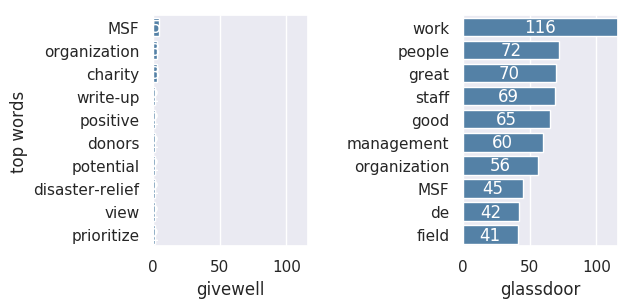 top words
MSF
organization
charity
write-up
positive
donors
potential
disaster-relief
view
prioritize
0 50 100
givewell
work 116
people 72
great 70
staff 69
good 65
management 60
organization 56
MSF 45
de 42
field 41
0 50 100
glassdoor